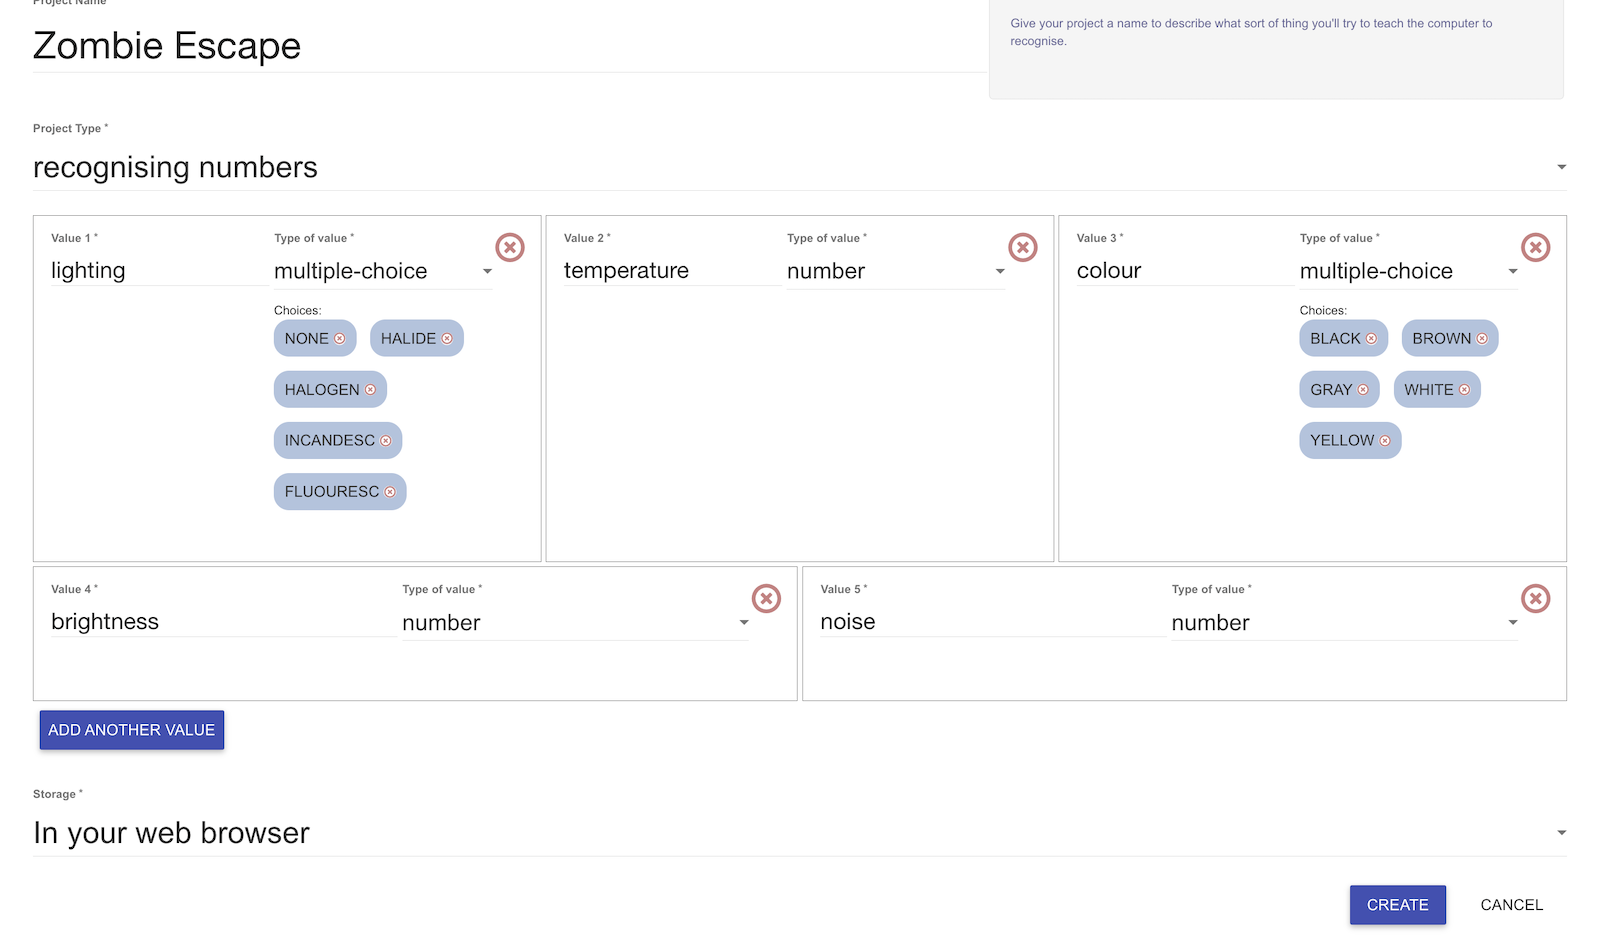 Project Name
Zombie Escape
Give your project a name to describe what sort of thing you'll try to teach the computer to
recognise.
Project Type *
recognising numbers
Value 1 *
Type of value *
lighting
multiple-choice
Choices:
NONE
HALIDE
HALOGEN
INCANDESC
FLUOURESC
Value 2 *
Type of value *
temperature
number
Value 3 *
Type of value *
colour
multiple-choice
Choices:
BLACK
BROWN
GRAY
WHITE
YELLOW
Value 4 *
Type of value *
brightness
number
Value 5 *
Type of value *
noise
number
ADD ANOTHER VALUE
Storage *
In your web browser
CREATE
CANCEL